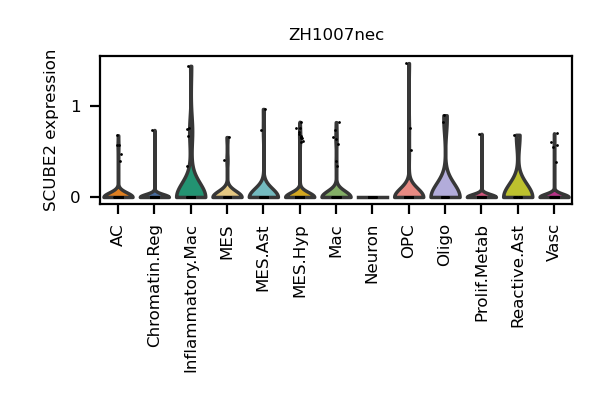 ZH1007nec
SCUBE2 expression
1
0
AC
Chromatin.Reg
Inflammatory.Mac
MES
MES.Ast
MES.Hyp
Mac
Neuron
OPC
Oligo
Prolif.Metab
Reactive.Ast
Vasc